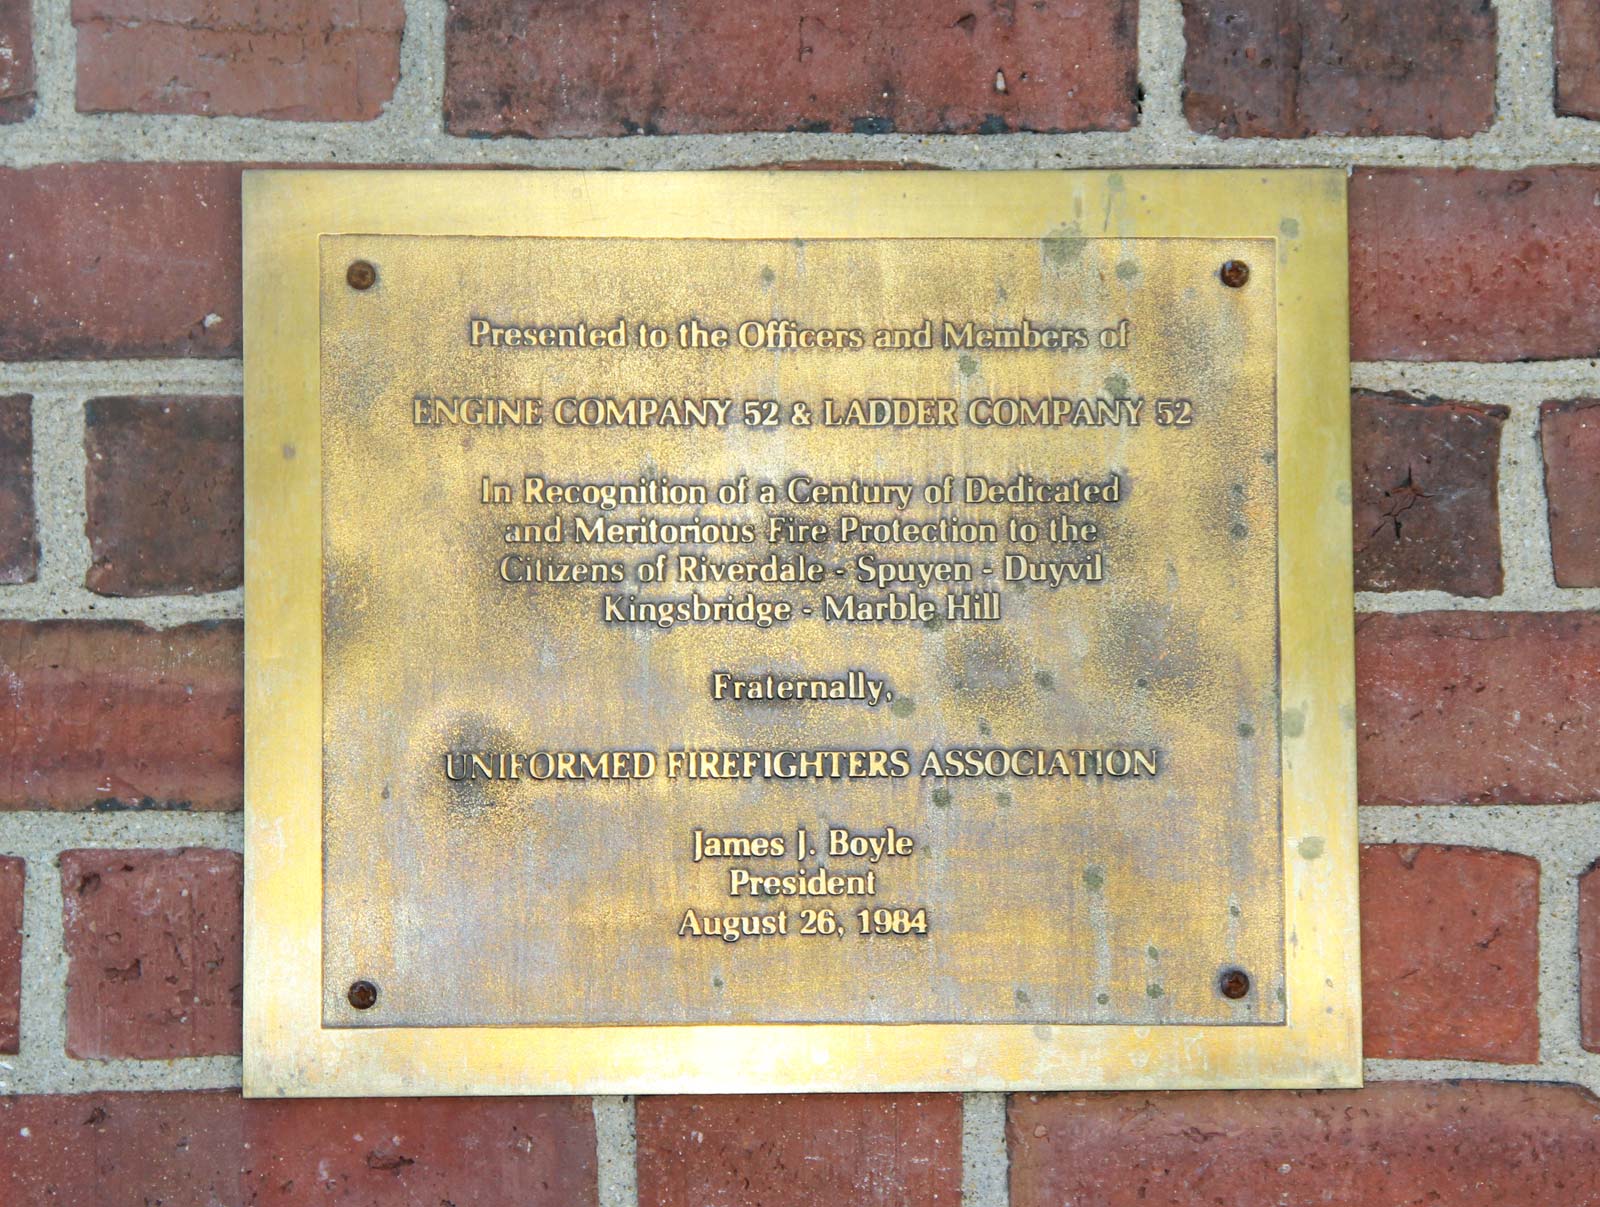 Presented to the Officers and Members of
ENGINE COMPANY 52 & LADDER COMPANY 52
In Recognition of a Century of Dedicated
and Meritorious Fire Protection to the
Citizens of Riverdale - Spuyen - Duyvil
Kingsbridge - Marble Hill
Fraternally,
UNIFORMED FIREFIGHTERS ASSOCIATION
James J. Boyle
President
August 26, 1984